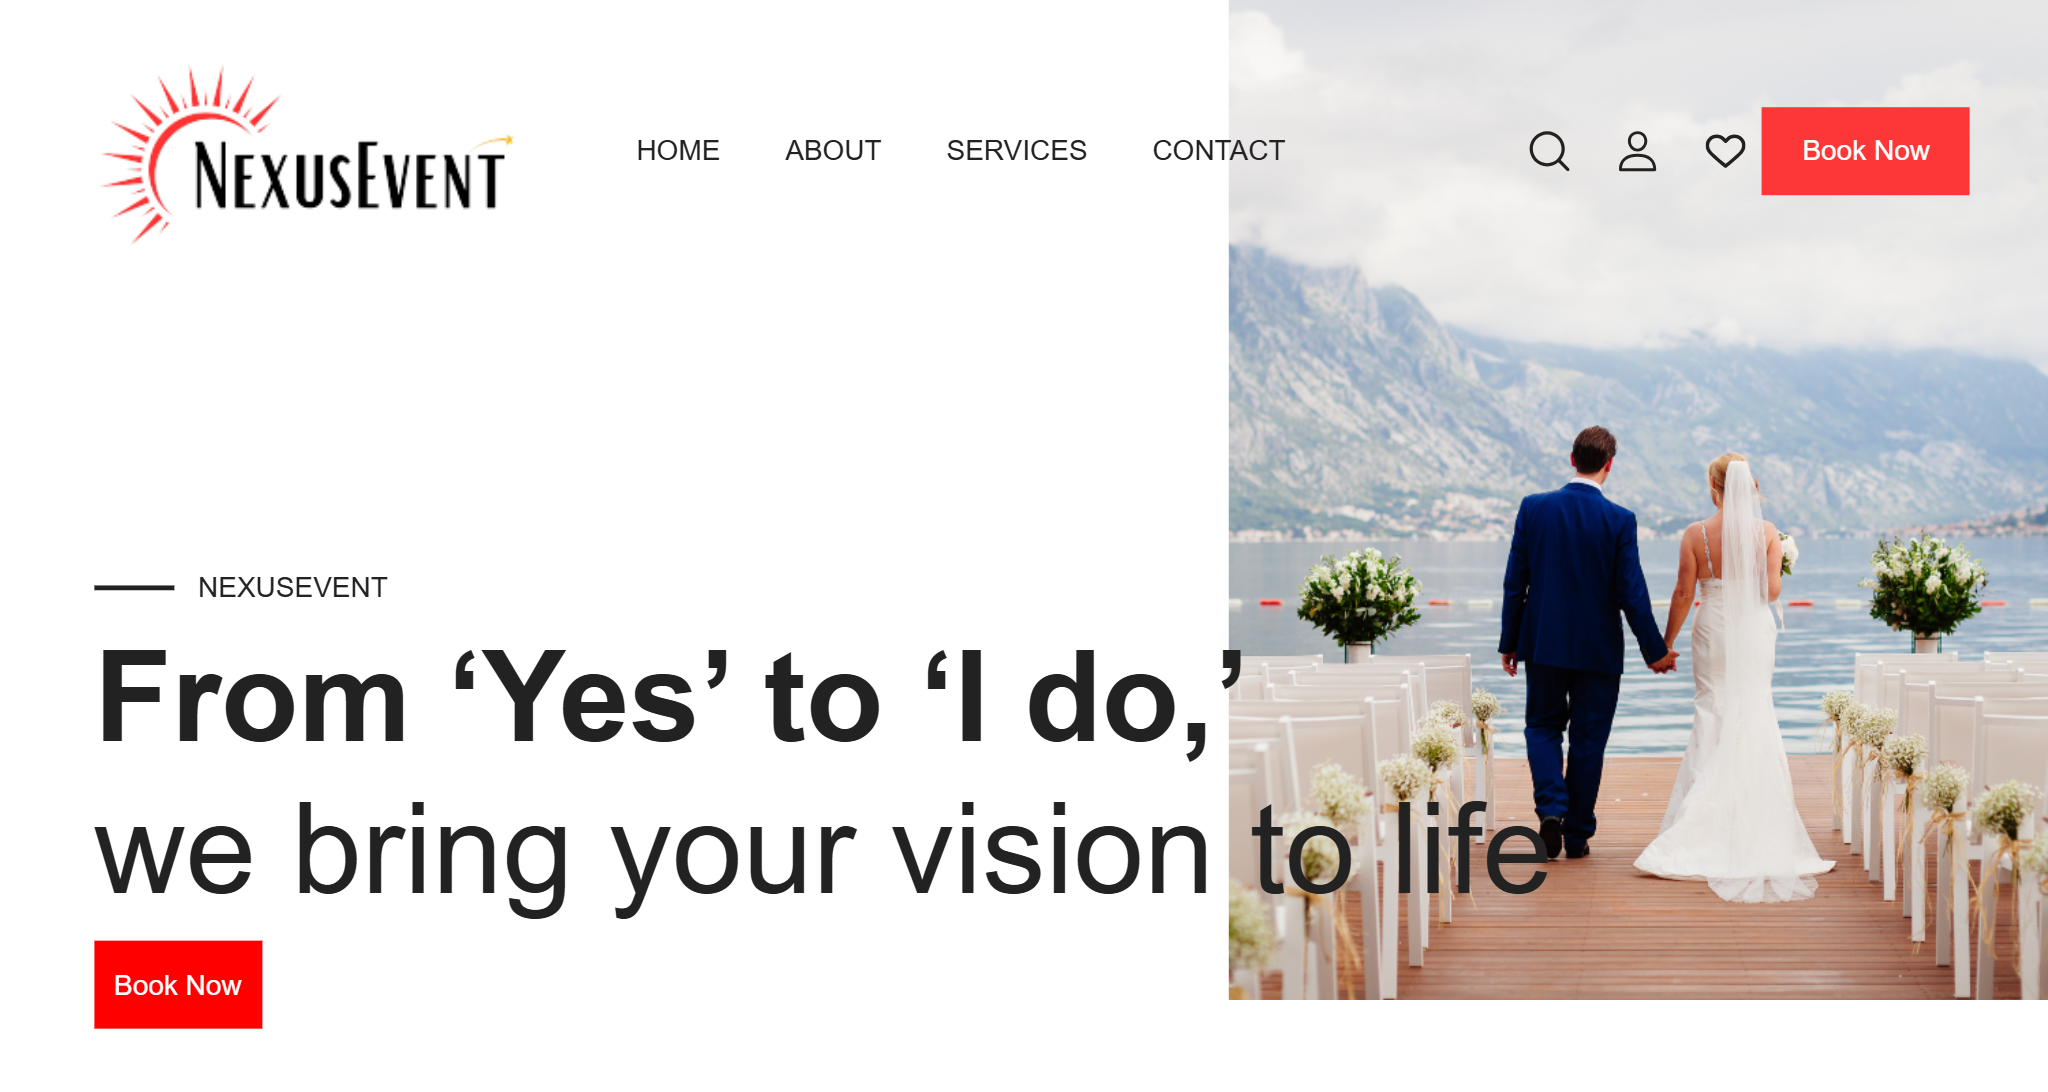 NEXUSEVENT
HOME ABOUT SERVICES CONTACT Book Now
NEXUSEVENT
From ‘Yes’ to ‘I do,’
we bring your vision to life
Book Now